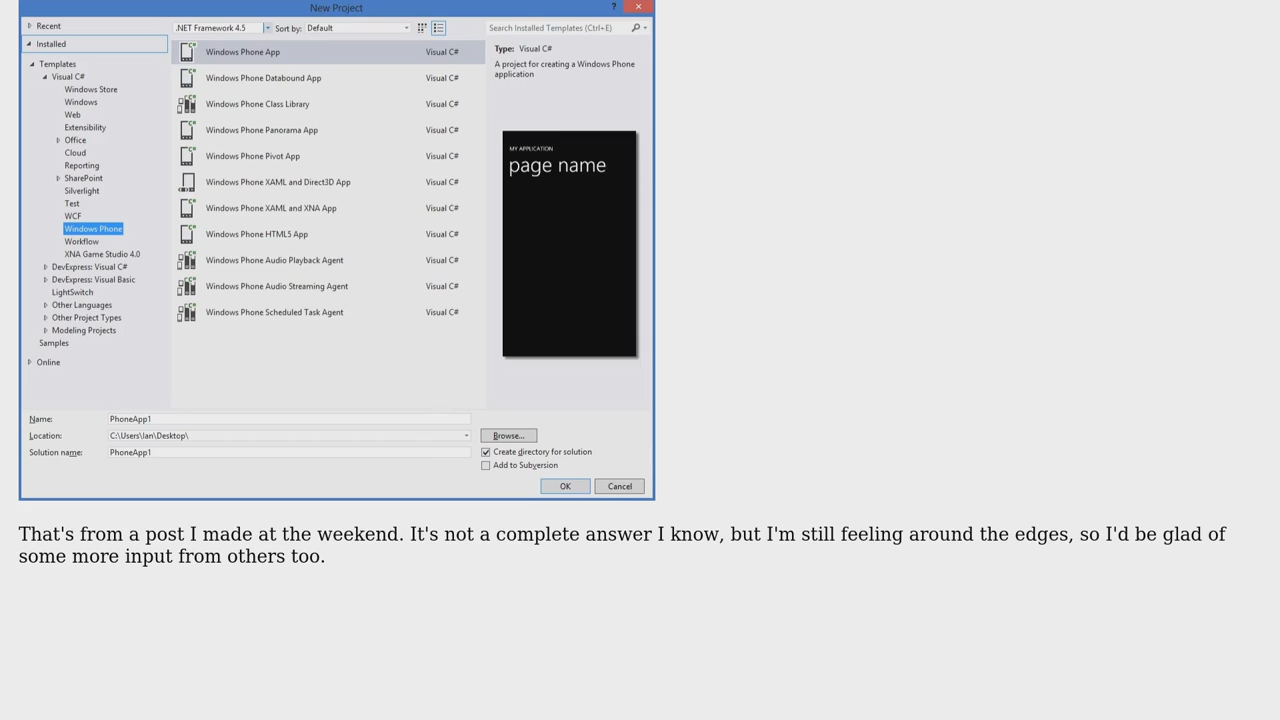 New Project
?
Recent
.NET Framework 4.5
Sort by: Default
Search Installed Templates (Ctrl+E)
Installed
Templates
Visual C#
Windows Store
Windows
Web
Extensibility
Office
Cloud
Reporting
SharePoint
Silverlight
Test
WCF
Windows Phone
Workflow
XNA Game Studio 4.0
DevExpress: Visual C#
DevExpress: Visual Basic
LightSwitch
Other Languages
Other Project Types
Modeling Projects
Samples
Online
Windows Phone App Visual C#
Windows Phone Databound App Visual C#
Windows Phone Class Library Visual C#
Windows Phone Panorama App Visual C#
Windows Phone Pivot App Visual C#
Windows Phone XAML and Direct3D App Visual C#
Windows Phone XAML and XNA App Visual C#
Windows Phone HTML5 App Visual C#
Windows Phone Audio Playback Agent Visual C#
Windows Phone Audio Streaming Agent Visual C#
Windows Phone Scheduled Task Agent Visual C#
Type: Visual C#
A project for creating a Windows Phone
application
MY APPLICATION
page name
Name: PhoneApp1
Location: C:\Users\Ian\Desktop\
Browse...
Solution name: PhoneApp1
Create directory for solution
Add to Subversion
OK
Cancel
That's from a post I made at the weekend. It's not a complete answer I know, but I'm still feeling around the edges, so I'd be glad of
some more input from others too.